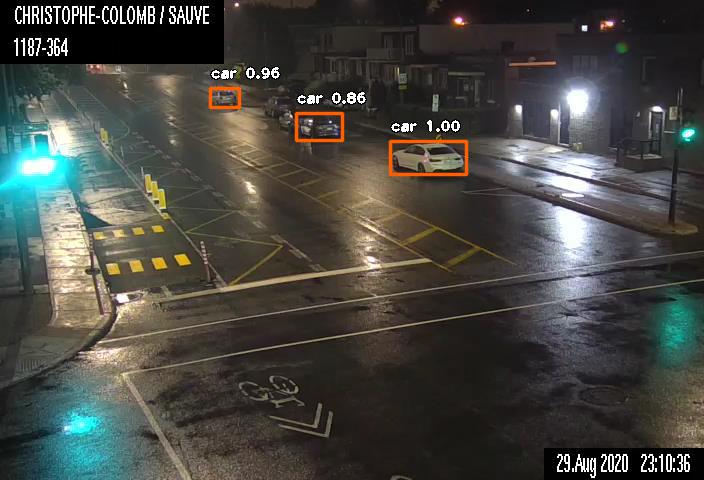 CHRISTOPHE-COLOMB / SAUVE
1187-364
car 0.96
car 0.86
car 1.00
29.Aug 2020 23:10:36